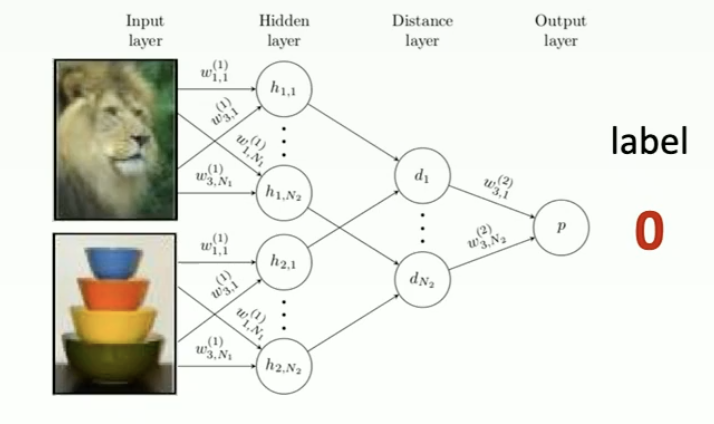 Input layer
Hidden layer
Distance layer
Output layer
w_{1,1}^{(1)}
w_{3,1}^{(1)}
w_{1,N_1}^{(1)}
w_{3,N_1}^{(1)}
h_{1,1}
h_{1,N_2}
w_{1,1}^{(1)}
w_{3,1}^{(1)}
w_{1,N_1}^{(1)}
w_{3,N_1}^{(1)}
h_{2,1}
h_{2,N_2}
d_1
d_{N_2}
w_{3,1}^{(2)}
w_{3,N_2}^{(2)}
p
label
0